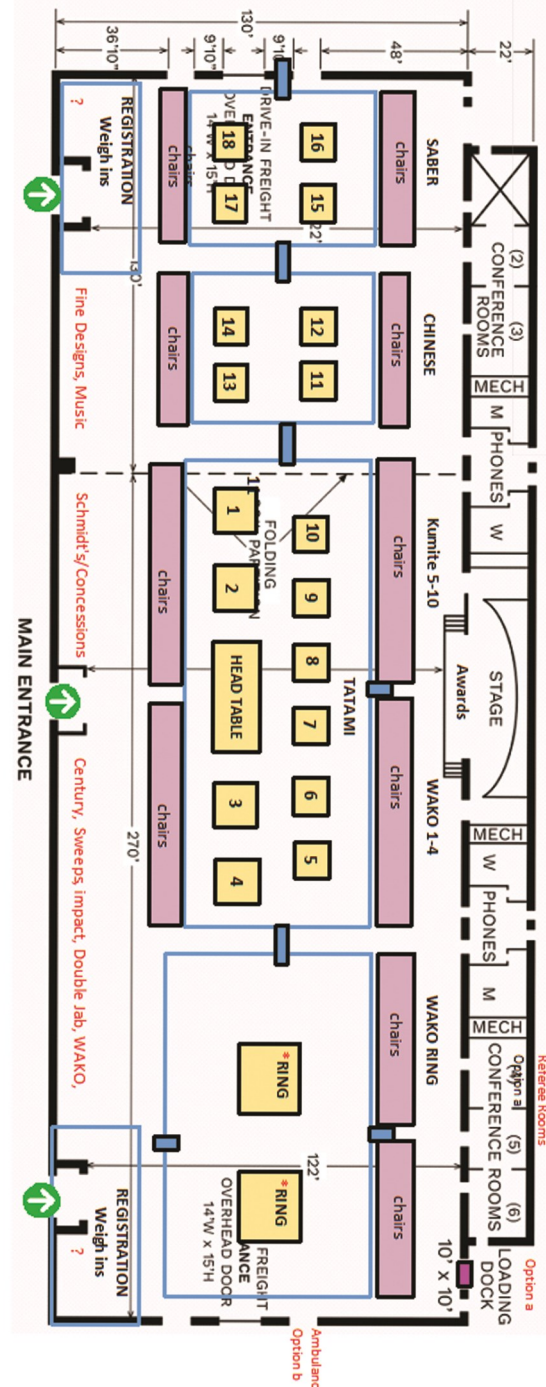 22'
48'
130'
9'10"
9'10"
36'10"
DRIVE-IN FREIGHT
ENTRANCE
14'W x 15'H
REGISTRATION
Weigh ins
?
chairs
18
17
16
15
22'
chairs
SABER
(2)
(3)
CONFERENCE
ROOMS
130'
Fine Designs, Music
chairs
14
13
12
11
chairs
CHINESE
MECH
M
PHONES
W
Schmidt's/Concessions
chairs
1
2
HEAD TABLE
3
4
FOLDING
10
9
8
7
6
5
TATAMI
chairs
Kumite 5-10
Awards
STAGE
MAIN ENTRANCE
Century, Sweeps, impact, Double Jab, WAKO,
270'
chairs
chairs
WAKO 1-4
MECH
W
PHONES
M
MECH
*RING
*RING
chairs
chairs
WAKO RING
Referee Rooms
Option a
(5)
(6)
CONFERENCE ROOMS
122'
REGISTRATION
Weigh ins
?
FREIGHT
OVERHEAD DOOR
14'W x 15'H
10' x 10'
LOADING
DOCK
Option a
Option b